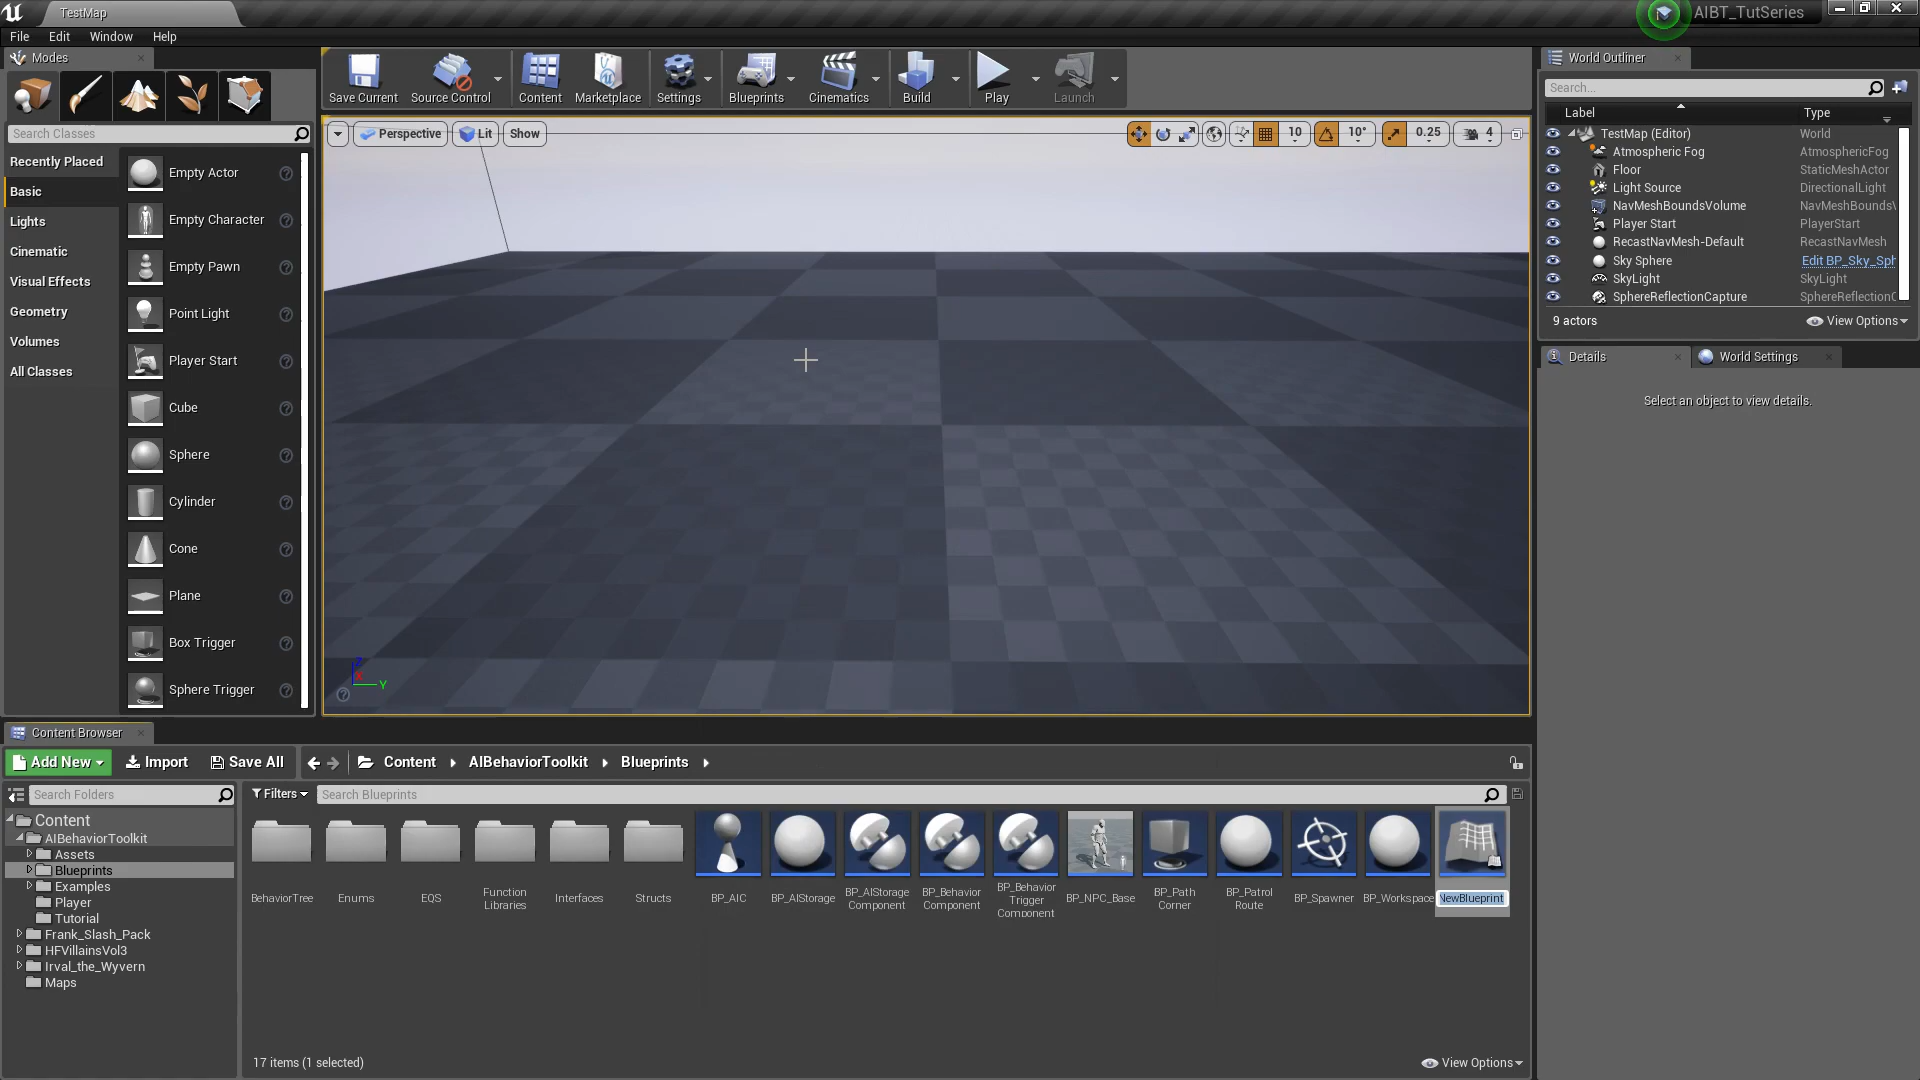 TestMap
AIBT_TutSeries
File Edit Window Help
Modes
Save Current Source Control Content Marketplace Settings Blueprints Cinematics Build Play Launch
World Outliner
Search...
Label Type
TestMap (Editor) World
Atmospheric Fog AtmosphericFog
Floor StaticMeshActor
Light Source DirectionalLight
NavMeshBoundsVolume NavMeshBoundsV
Player Start PlayerStart
RecastNavMesh-Default RecastNavMesh
Sky Sphere Edit BP_Sky_Sph
SkyLight SkyLight
SphereReflectionCapture SphereReflectionC
9 actors View Options
Details World Settings
Select an object to view details.
Search Classes
Recently Placed
Basic
Lights
Cinematic
Visual Effects
Geometry
Volumes
All Classes
Empty Actor
Empty Character
Empty Pawn
Point Light
Player Start
Cube
Sphere
Cylinder
Cone
Plane
Box Trigger
Sphere Trigger
Perspective Lit Show
10 10° 0.25 4
Z
X
Y
Content Browser
Add New Import Save All Content AIBehaviorToolkit Blueprints
Search Folders
Filters Search Blueprints
Content
AIBehaviorToolkit
Blueprints
Examples
Player
Tutorial
Frank_Slash_Pack
HFVillainsVol3
Irval_the_Wyvern
Maps
BehaviorTree
Enums
EQS
Function
Libraries
Interfaces
Structs
BP_AIC
BP_AIStorage
BP_AIStorage
Component
BP_Behavior
Component
BP_Behavior
Trigger
Component
BP_NPC_Base
BP_Path
Corner
BP_Patrol
Route
BP_Spawner
BP_Workspace
NewBlueprint
17 items (1 selected) View Options